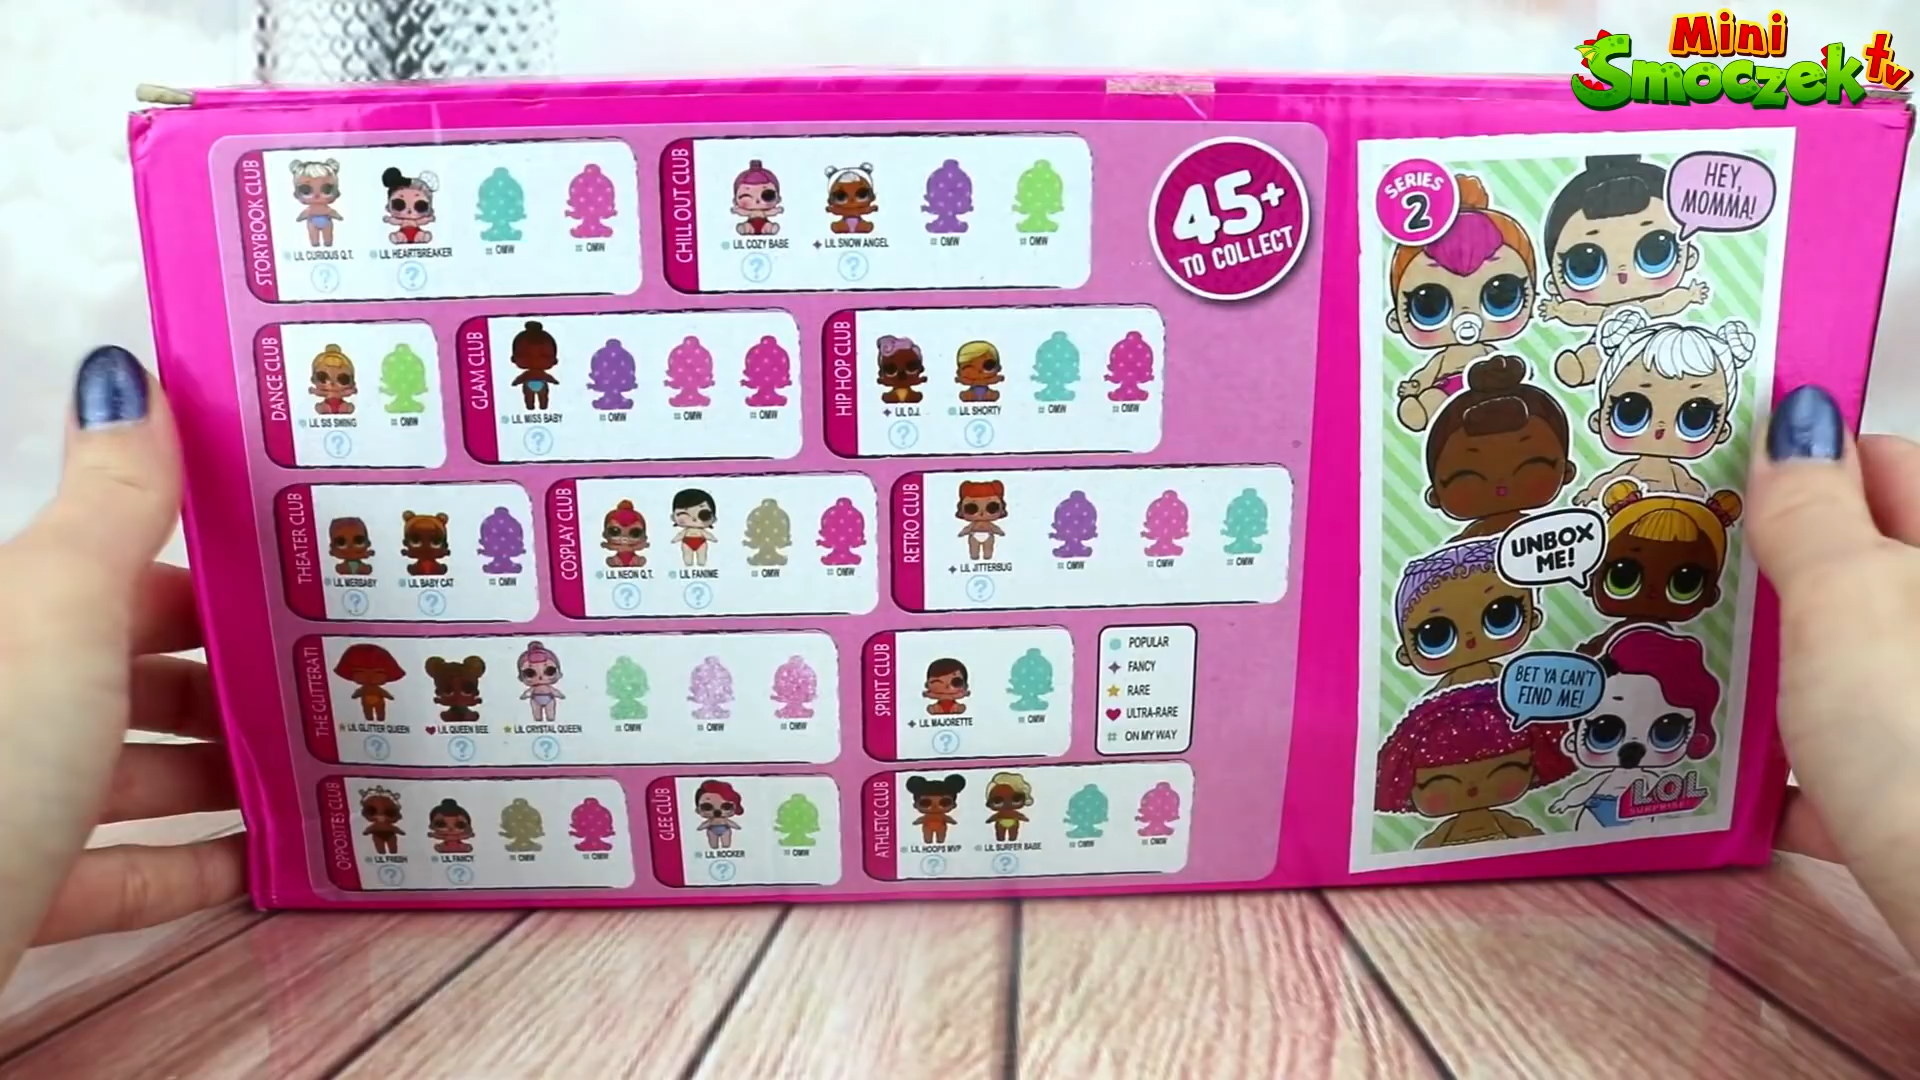 Mini
Smoczek tv
STORYBOOK CLUB
LIL CURIOUS Q.T.
LIL HEARTBREAKER
OMW
OMW
?
?
CHILL OUT CLUB
LIL COZY BABE
LIL SNOW ANGEL
OMW
OMW
?
?
45+
TO COLLECT
SERIES
2
HEY,
MOMMA!
DANCE CLUB
LIL SIS SWING
OMW
?
GLAM CLUB
LIL MISS BABY
OMW
OMW
OMW
?
HIP HOP CLUB
LIL D.J.
LIL SHORTY
OMW
OMW
?
?
THEATER CLUB
LIL MERBABY
LIL BABY CAT
OMW
?
?
COSPLAY CLUB
LIL NEON Q.T.
LIL FANIME
OMW
OMW
?
?
RETRO CLUB
LIL JITTERBUG
OMW
OMW
OMW
?
UNBOX
ME!
THE GLITTERATI
LIL GLITTER QUEEN
LIL QUEEN BEE
LIL CRYSTAL QUEEN
OMW
OMW
OMW
?
?
?
SPIRIT CLUB
LIL MAJORETTE
OMW
?
POPULAR
FANCY
RARE
ULTRA-RARE
ON MY WAY
BET YA CAN'T
FIND ME!
OPPOSITES CLUB
LIL FRESH
LIL FANCY
OMW
OMW
?
?
GLEE CLUB
LIL ROCKER
OMW
?
ATHLETIC CLUB
LIL HOOPS MVP
LIL SURFER BABE
OMW
OMW
?
?
L.O.L.
SURPRISE!